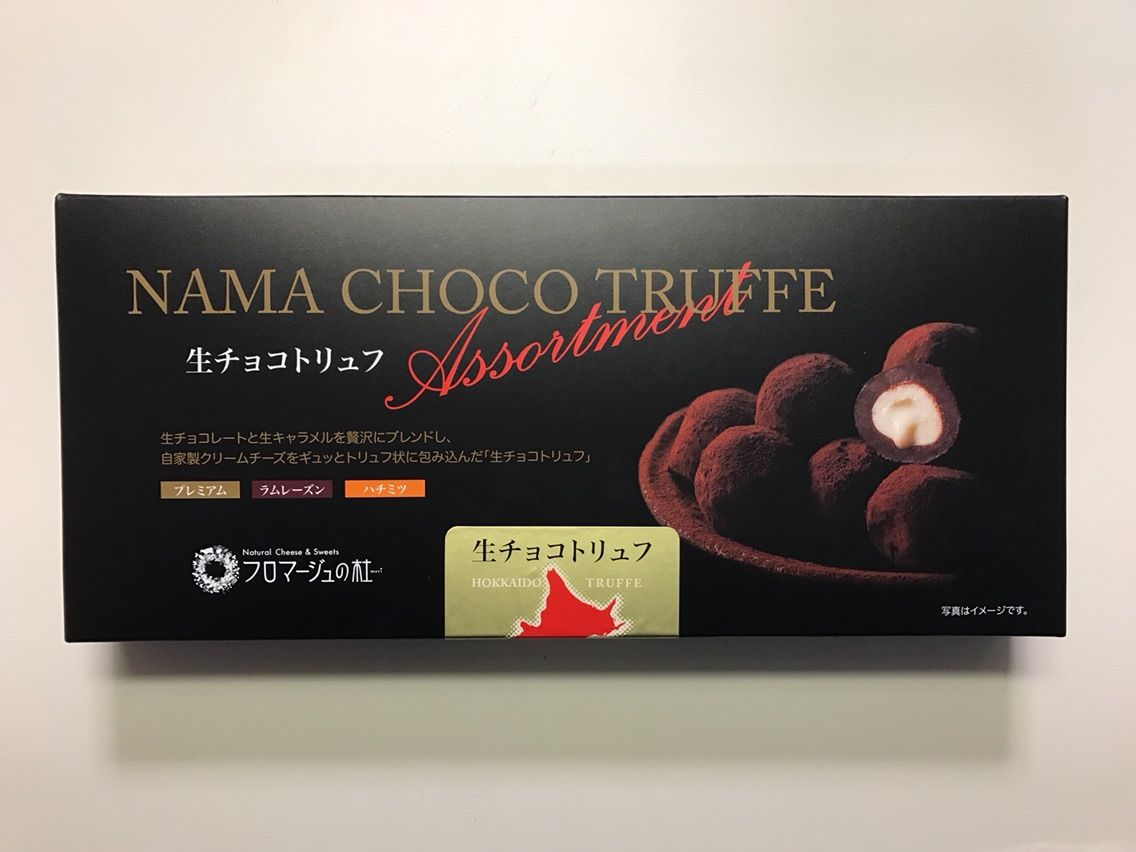 NAMA CHOCO TRUFFE
Assortment
生チョコトリュフ
生チョコレートと生キャラメルを贅沢にブレンドし、
自家製クリームチーズをギュッとトリュフ状に包み込んだ「生チョコトリュフ」
プレミアム ラムレーズン ハチミツ
Natural Cheese & Sweets
フロマージュの杜
生チョコトリュフ
HOKKAIDO TRUFFE
写真はイメージです。